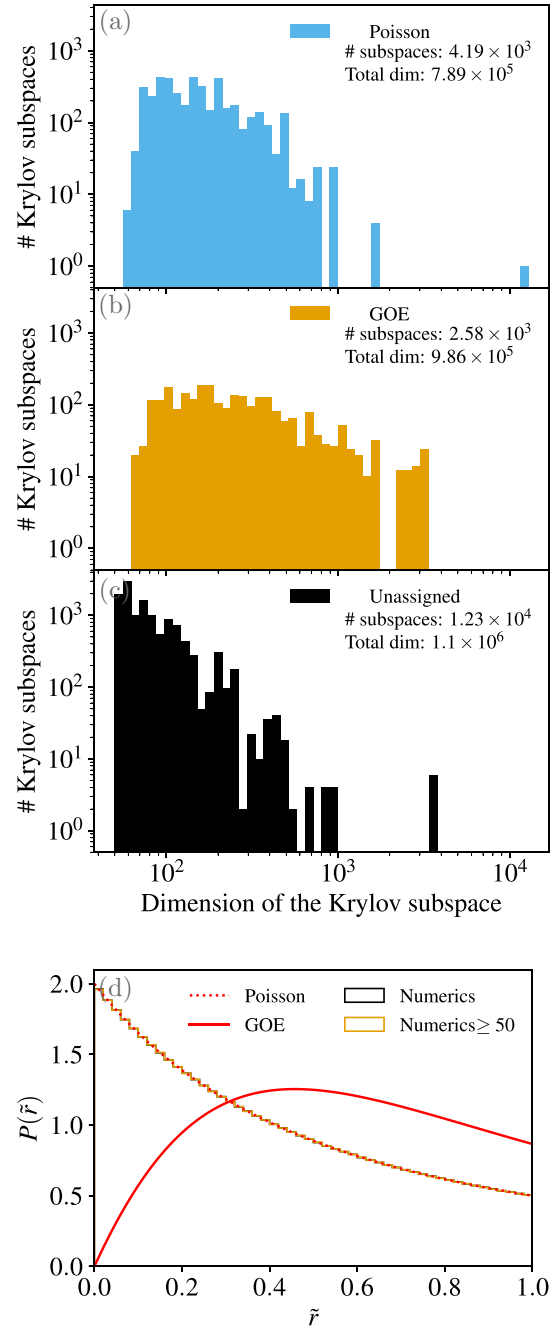 (a)
Poisson
# subspaces: 4.19 × 10³
Total dim: 7.89 × 10⁵
10³
10²
10¹
10⁰
# Krylov subspaces
(b)
GOE
# subspaces: 2.58 × 10³
Total dim: 9.86 × 10⁵
10³
10²
10¹
10⁰
# Krylov subspaces
(c)
Unassigned
# subspaces: 1.23 × 10⁴
Total dim: 1.1 × 10⁶
10³
10²
10¹
10⁰
# Krylov subspaces
10² 10³ 10⁴
Dimension of the Krylov subspace
(d)
Poisson
GOE
Numerics
Numerics≥ 50
2.0
1.5
1.0
0.5
0.0
P(r̃)
0.0 0.2 0.4 0.6 0.8 1.0
r̃